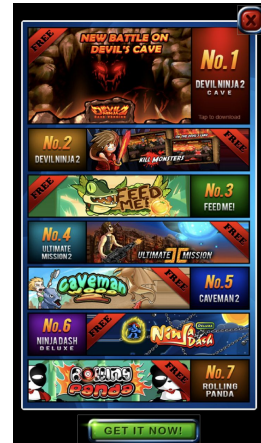 FREE
NEW BATTLE ON
DEVIL'S CAVE
No.1
DEVIL NINJA 2
CAVE
Tap to download
No.2
DEVIL NINJA 2
KILL MONSTERS
FREE
FREE
FEED
ME!
No.3
FEED ME!
No.4
ULTIMATE
MISSION 2
ULTIMATE MISSION
FREE
Caveman
FREE
No.5
CAVEMAN 2
No.6
NINJA DASH
DELUXE
FREE
NINJA DASH
DELUXE
FREE
ROLLING
Panda
No.7
ROLLING
PANDA
GET IT NOW!